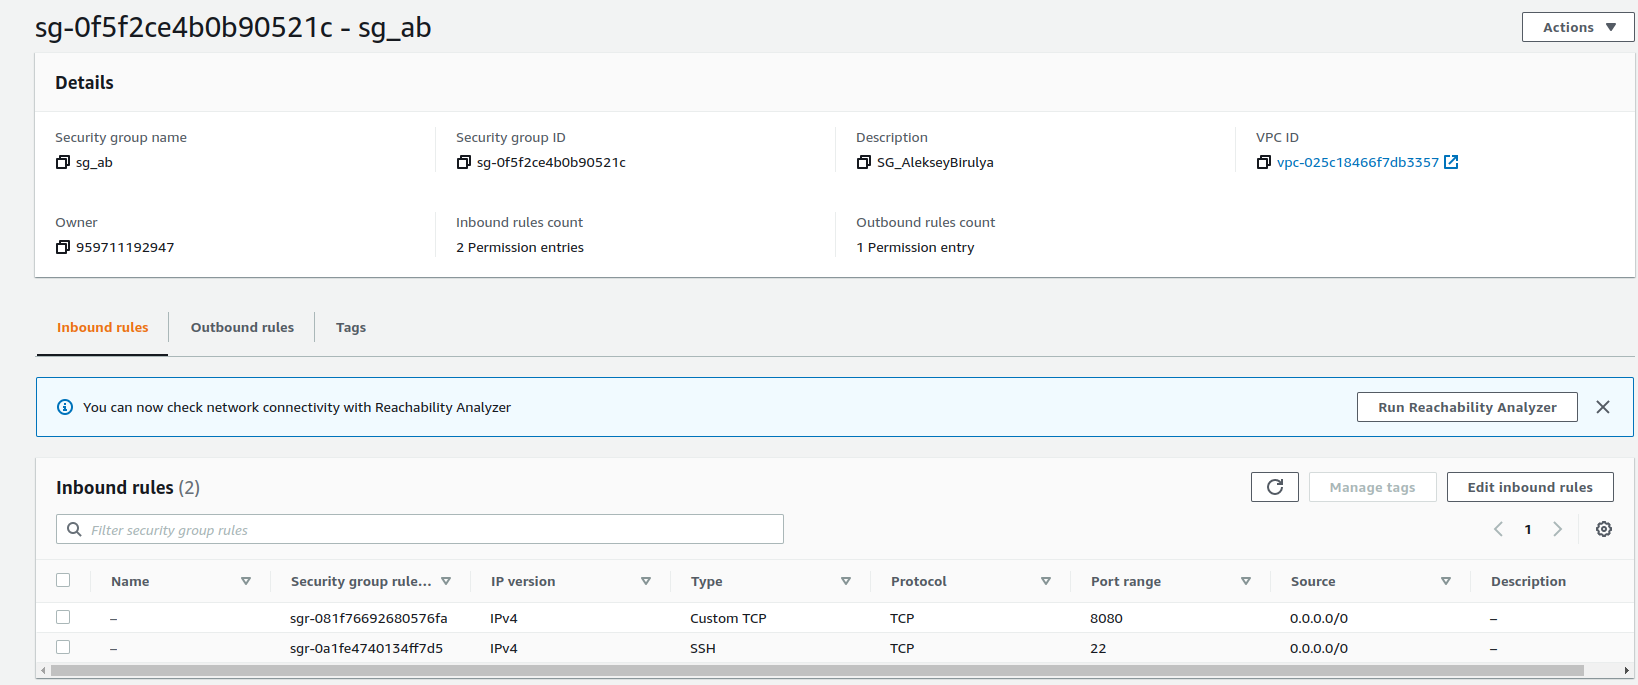 sg-0f5f2ce4b0b90521c - sg_ab
Actions
Details
Security group name
sg_ab
Security group ID
sg-0f5f2ce4b0b90521c
Description
SG_AlekseyBirulya
VPC ID
vpc-025c18466f7db3357
Owner
959711192947
Inbound rules count
2 Permission entries
Outbound rules count
1 Permission entry
Inbound rules Outbound rules Tags
You can now check network connectivity with Reachability Analyzer
Run Reachability Analyzer
Inbound rules (2)
Manage tags
Edit inbound rules
Filter security group rules
1
Name Security group rule... IP version Type Protocol Port range Source Description
– sgr-081f76692680576fa IPv4 Custom TCP TCP 8080 0.0.0.0/0 –
– sgr-0a1fe4740134ff7d5 IPv4 SSH TCP 22 0.0.0.0/0 –